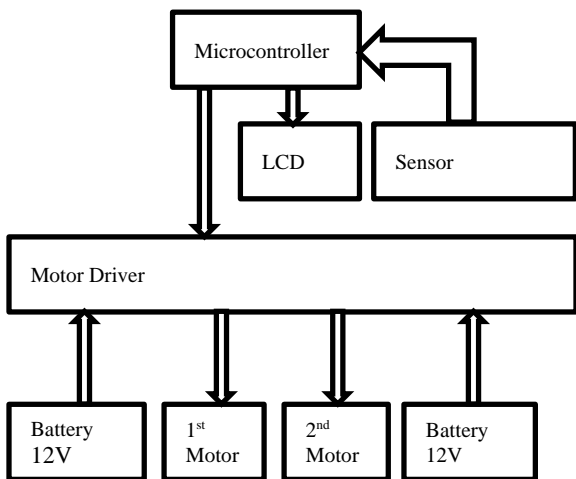 Microcontroller
LCD
Sensor
Motor Driver
Battery
12V
1st
Motor
2nd
Motor
Battery
12V